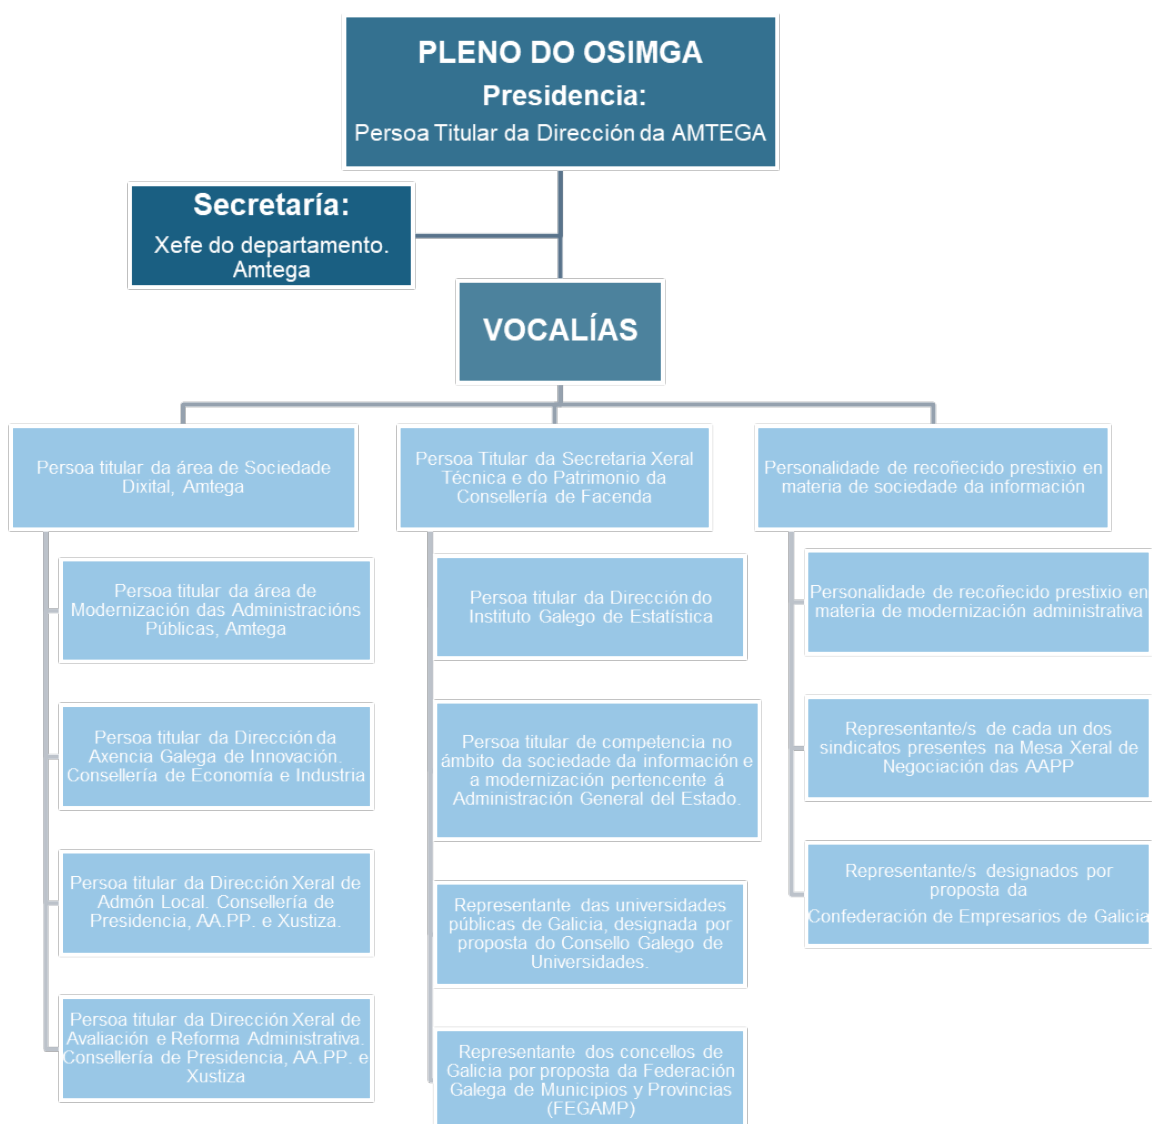 PLENO DO OSIMGA
Presidencia:
Persoa Titular da Dirección da AMTEGA
Secretaría:
Xefe do departamento.
Amtega
VOCALÍAS
Persoa titular da área de Sociedade
Dixital, Amtega
Persoa titular da área de
Modernización das Administracións
Públicas, Amtega
Persoa titular da Dirección da
Axencia Galega de Innovación.
Consellería de Economía e Industria
Persoa titular da Dirección Xeral de
Admón Local. Consellería de
Presidencia, AA.PP. e Xustiza.
Persoa titular da Dirección Xeral de
Avaliación e Reforma Administrativa.
Consellería de Presidencia, AA.PP. e
Xustiza
Persoa Titular da Secretaria Xeral
Técnica e do Patrimonio da
Consellería de Facenda
Persoa titular da Dirección do
Instituto Galego de Estatística
Persoa titular de competencia no
ámbito da sociedade da información e
a modernización pertencente á
Administración General del Estado.
Representante das universidades
públicas de Galicia, designada por
proposta do Consello Galego de
Universidades.
Representante dos concellos de
Galicia por proposta da Federación
Galega de Municipios y Provincias
(FEGAMP)
Personalidade de recoñecido prestixio en
materia de sociedade da información
Personalidade de recoñecido prestixio en
materia de modernización administrativa
Representante/s de cada un dos
sindicatos presentes na Mesa Xeral de
Negociación das AAPP
Representante/s designados por
proposta da
Confederación de Empresarios de Galicia